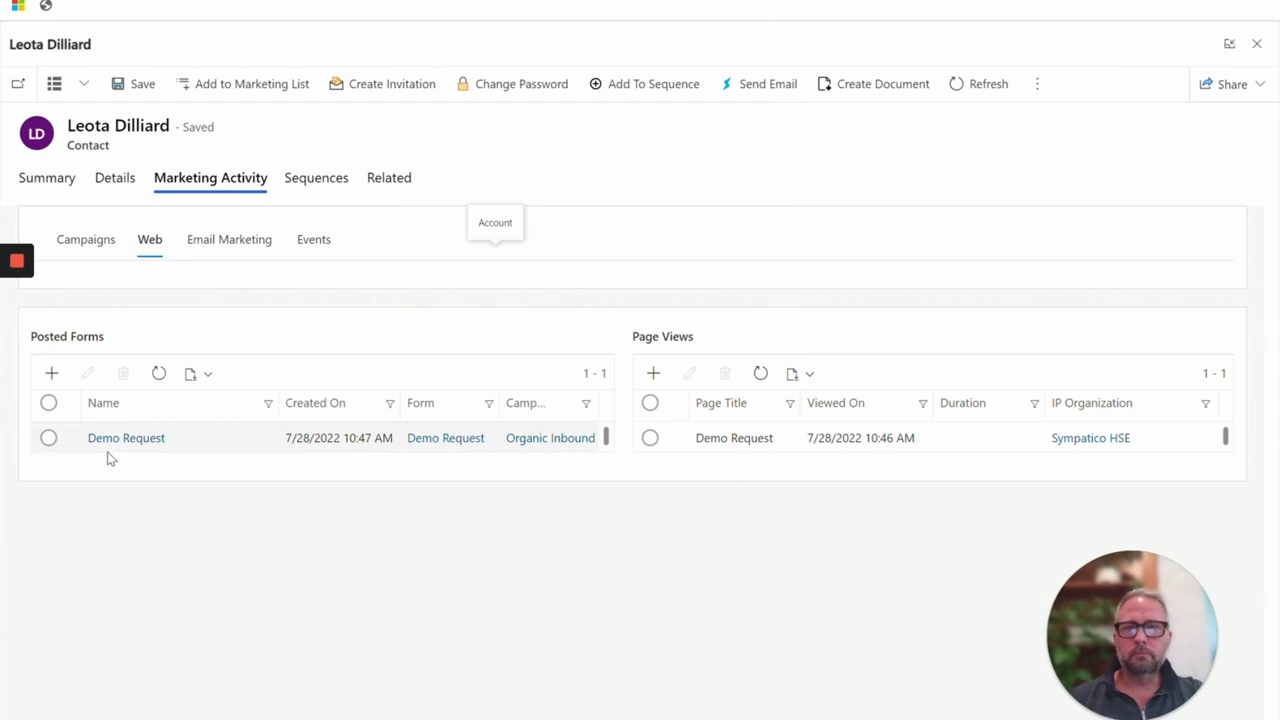 Leota Dilliard
Save Add to Marketing List Create Invitation Change Password Add To Sequence Send Email Create Document Refresh Share
LD Leota Dilliard - Saved
Contact
Summary Details Marketing Activity Sequences Related
Account
Campaigns Web Email Marketing Events
Posted Forms Page Views
1 - 1 1 - 1
Name Created On Form Camp... Page Title Viewed On Duration IP Organization
Demo Request 7/28/2022 10:47 AM Demo Request Organic Inbound Demo Request 7/28/2022 10:46 AM Sympatico HSE